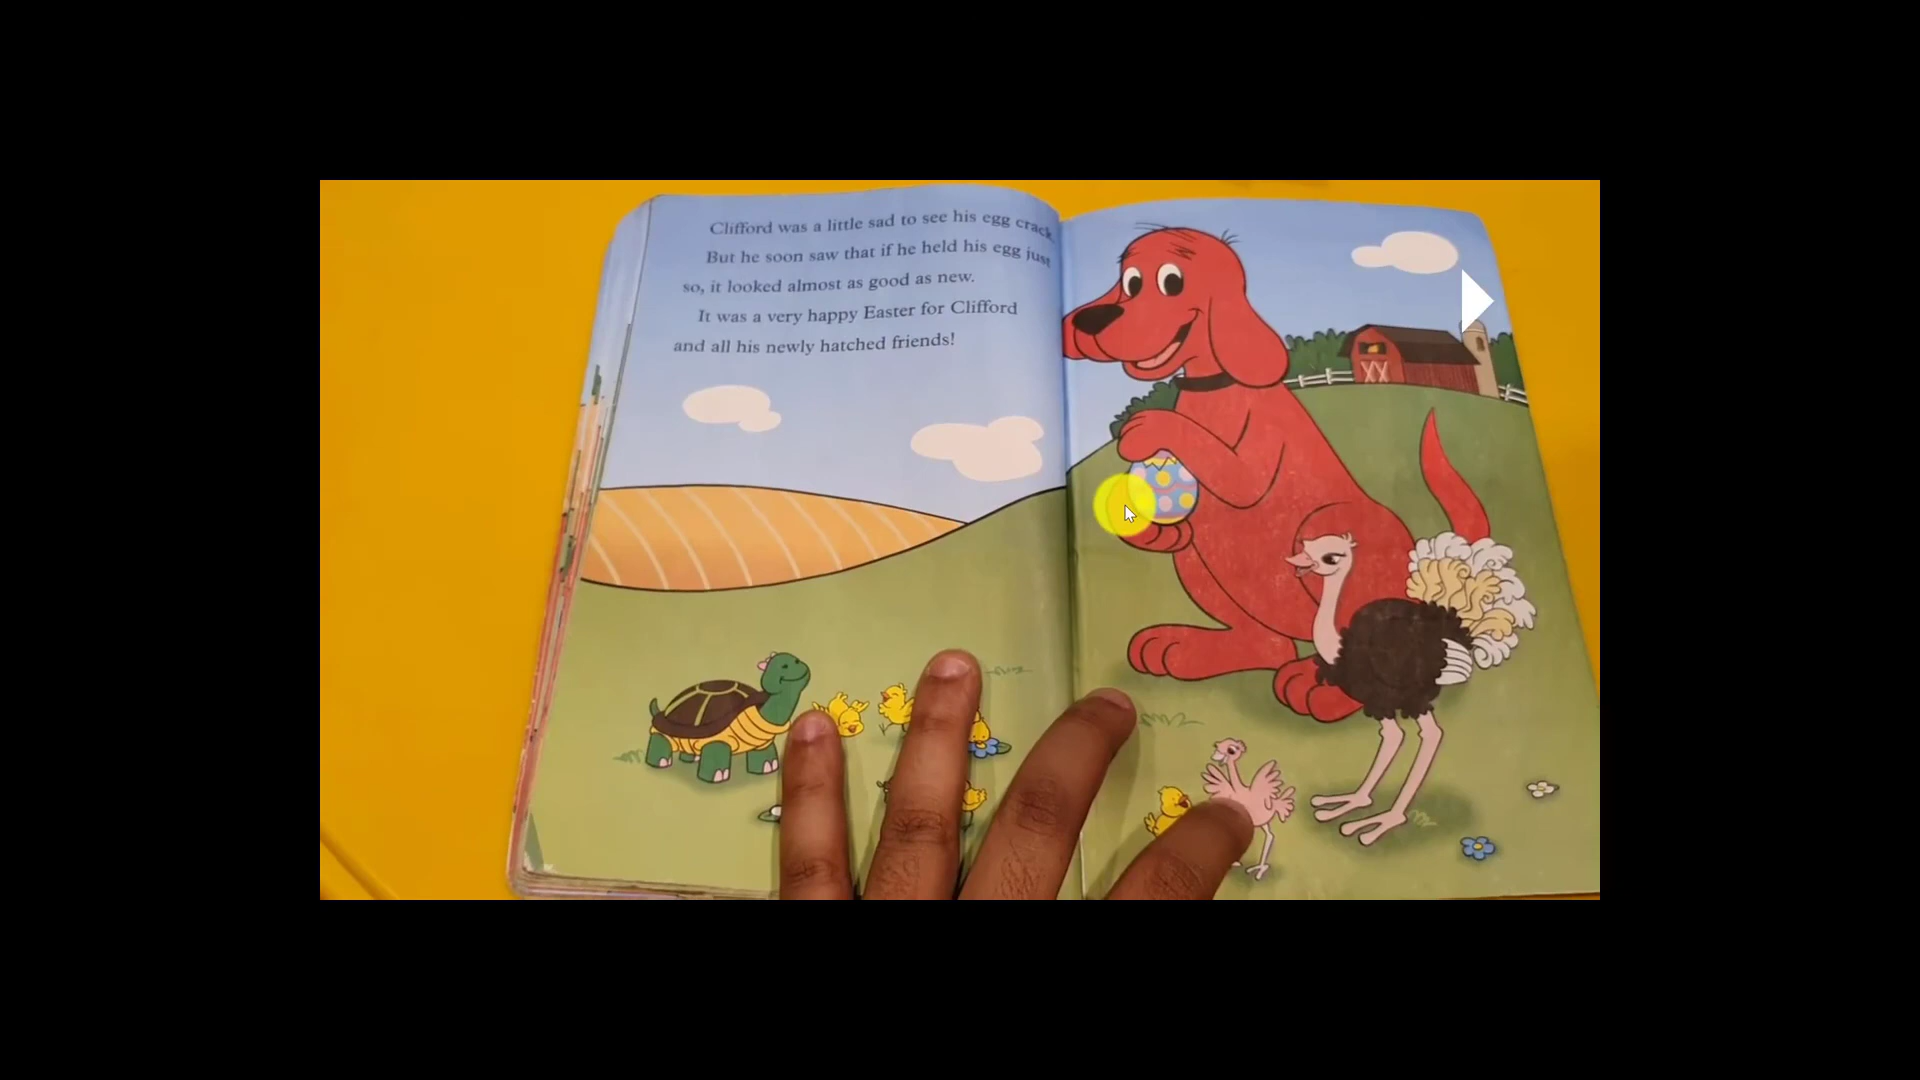 Clifford was a little sad to see his egg crack.
But he soon saw that if he held his egg just
so, it looked almost as good as new.
It was a very happy Easter for Clifford
and all his newly hatched friends!